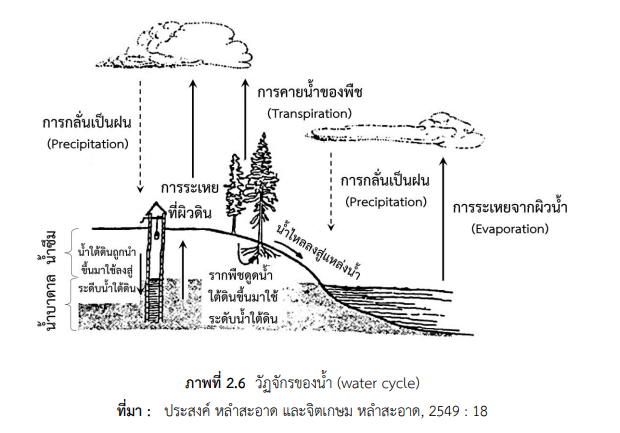 การคายน้ำของพืช
(Transpiration)
การกลั่นเป็นฝน
(Precipitation)
การระเหย
ที่ผิวดิน
การกลั่นเป็นฝน
(Precipitation)
การระเหยจากผิวน้ำ
(Evaporation)
น้ำไหลลงสู่แหล่งน้ำ
น้ำซึม
น้ำบาดาล
น้ำใต้ดินถูกนำ
ขึ้นมาใช้ลงสู่
ระดับน้ำใต้ดิน
รากพืชดูดน้ำ
ใต้ดินขึ้นมาใช้
ระดับน้ำใต้ดิน
ภาพที่ 2.6 วัฏจักรของน้ำ (water cycle)
ที่มา : ประสงค์ หลำสะอาด และจิตเกษม หลำสะอาด, 2549 : 18